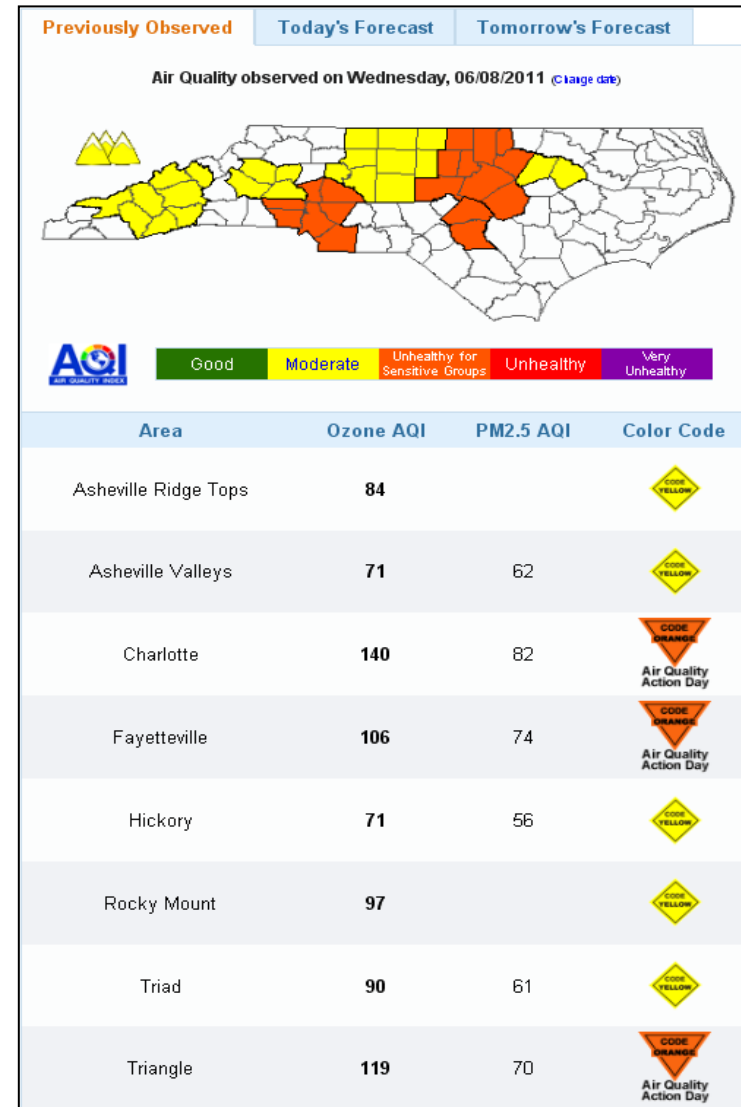 Previously Observed Today's Forecast Tomorrow's Forecast
Air Quality observed on Wednesday, 06/08/2011 (Change date)
AQI
AIR QUALITY INDEX
Good Moderate Unhealthy for Sensitive Groups Unhealthy Very Unhealthy
Area Ozone AQI PM2.5 AQI Color Code
Asheville Ridge Tops 84 CODE YELLOW
Asheville Valleys 71 62 CODE YELLOW
Charlotte 140 82 CODE ORANGE Air Quality Action Day
Fayetteville 106 74 CODE ORANGE Air Quality Action Day
Hickory 71 56 CODE YELLOW
Rocky Mount 97 CODE YELLOW
Triad 90 61 CODE YELLOW
Triangle 119 70 CODE ORANGE Air Quality Action Day